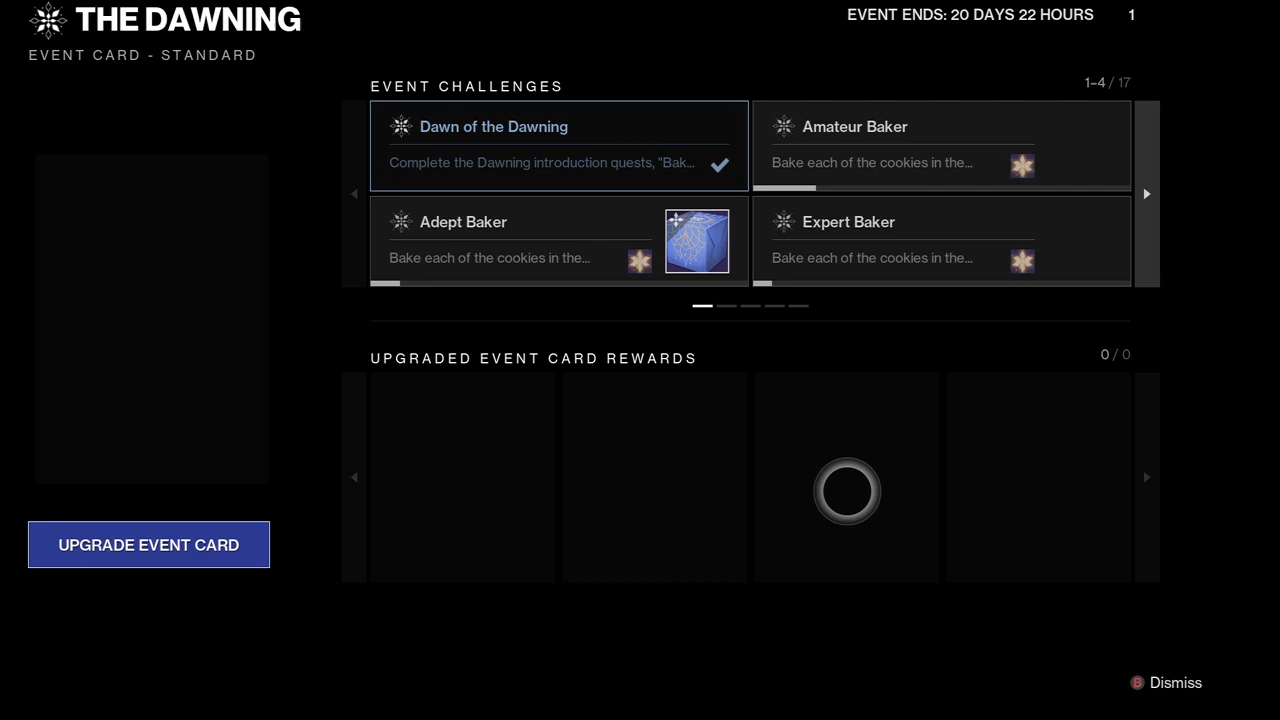 THE DAWNING
EVENT ENDS: 20 DAYS 22 HOURS 1
EVENT CARD - STANDARD
EVENT CHALLENGES
1–4 / 17
Dawn of the Dawning
Complete the Dawning introduction quests, "Bak...
Amateur Baker
Bake each of the cookies in the...
Adept Baker
Bake each of the cookies in the...
Expert Baker
Bake each of the cookies in the...
UPGRADED EVENT CARD REWARDS
0 / 0
UPGRADE EVENT CARD
B Dismiss